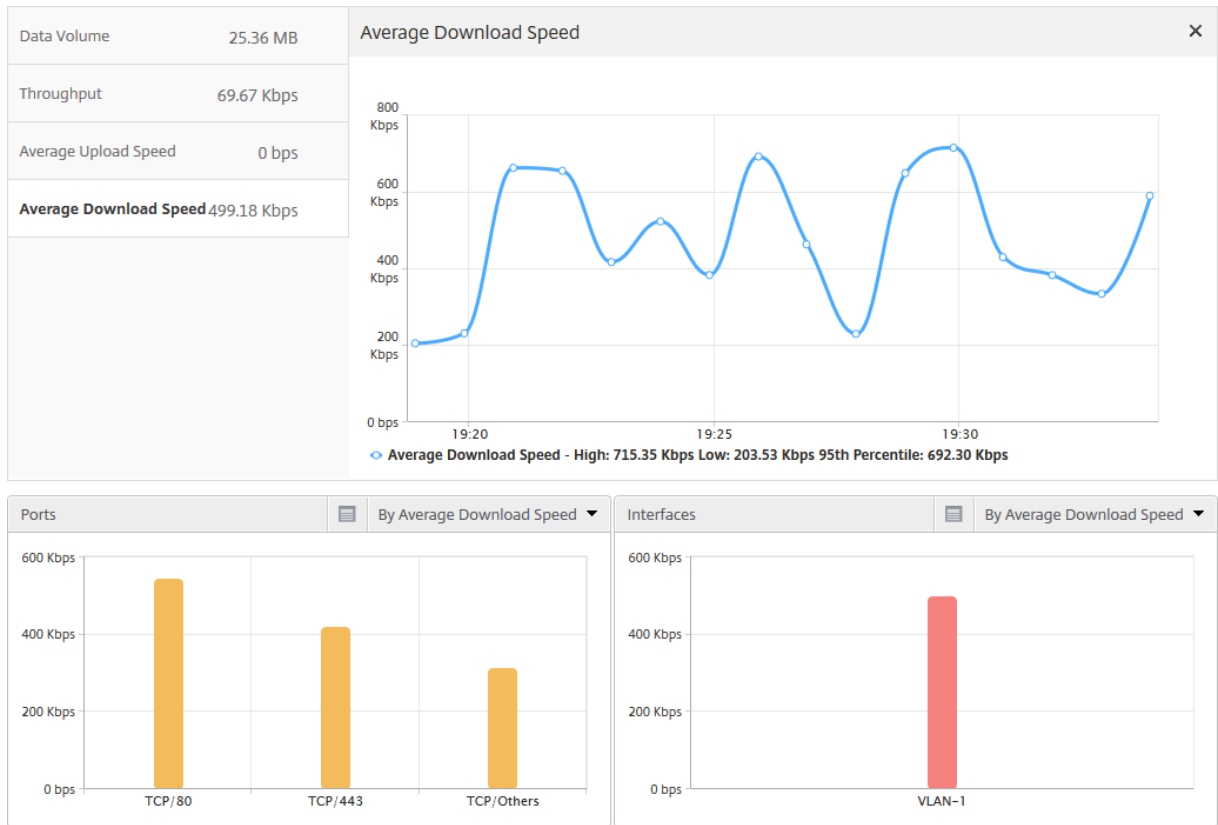 Data Volume 25.36 MB
Throughput 69.67 Kbps
Average Upload Speed 0 bps
Average Download Speed 499.18 Kbps
Average Download Speed
800
Kbps
600
Kbps
400
Kbps
200
Kbps
0 bps
19:20 19:25 19:30
Average Download Speed - High: 715.35 Kbps Low: 203.53 Kbps 95th Percentile: 692.30 Kbps
Ports By Average Download Speed
600 Kbps
400 Kbps
200 Kbps
0 bps
TCP/80 TCP/443 TCP/Others
Interfaces By Average Download Speed
600 Kbps
400 Kbps
200 Kbps
0 bps
VLAN-1